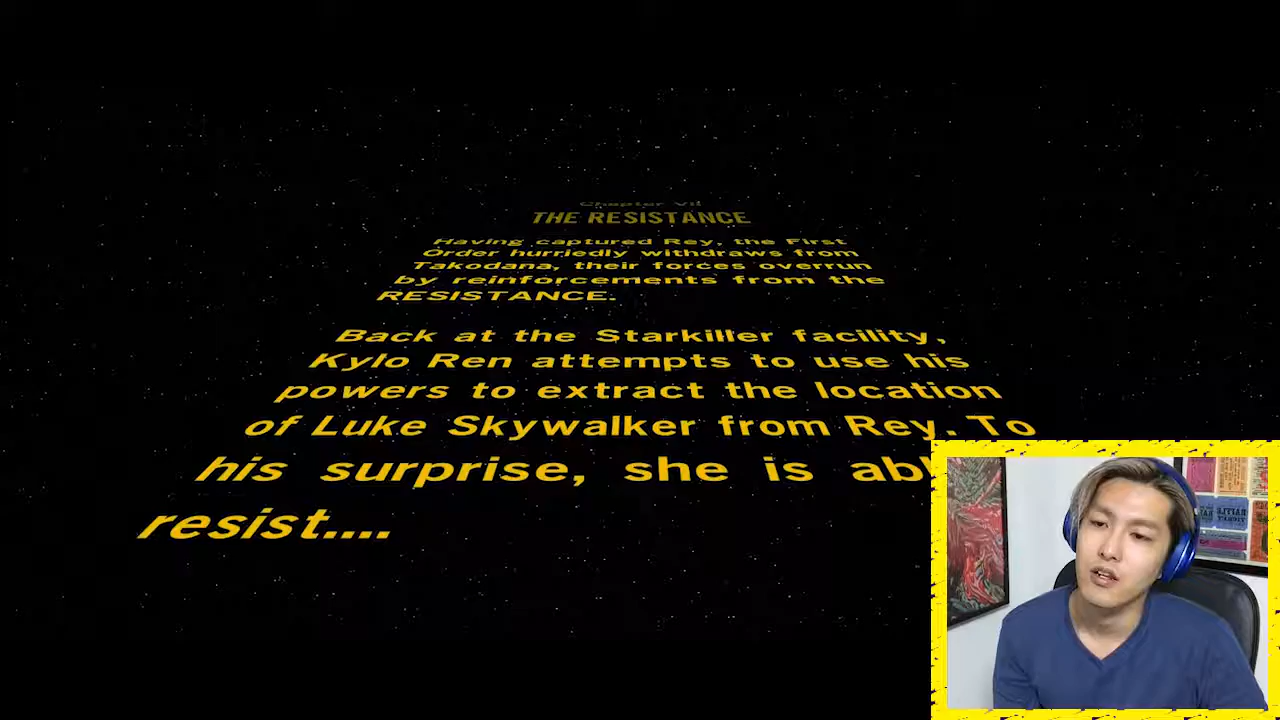 Chapter VII
THE RESISTANCE
Having captured Rey, the First
Order hurriedly withdraws from
Takodana, their forces overrun
by reinforcements from the
RESISTANCE.
Back at the Starkiller facility,
Kylo Ren attempts to use his
powers to extract the location
of Luke Skywalker from Rey. To
his surprise, she is
resist....